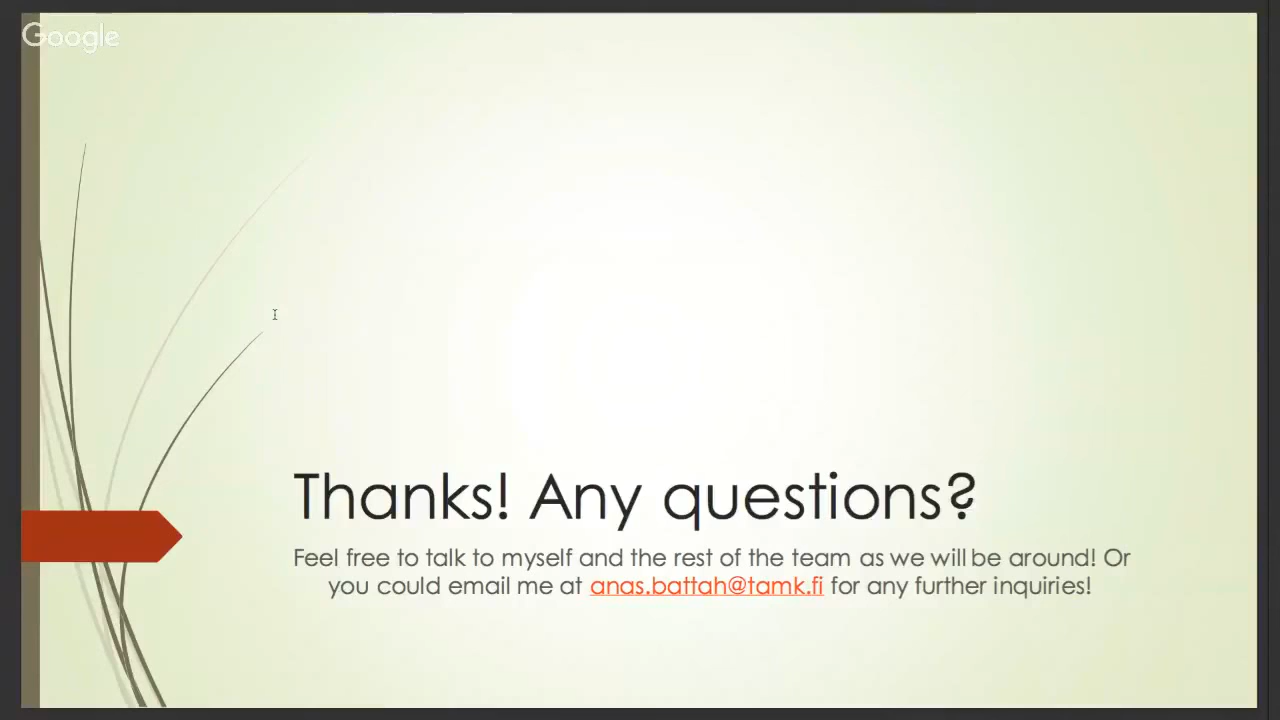 Google
Thanks! Any questions?
Feel free to talk to myself and the rest of the team as we will be around! Or
you could email me at anas.battah@tamk.fi for any further inquiries!